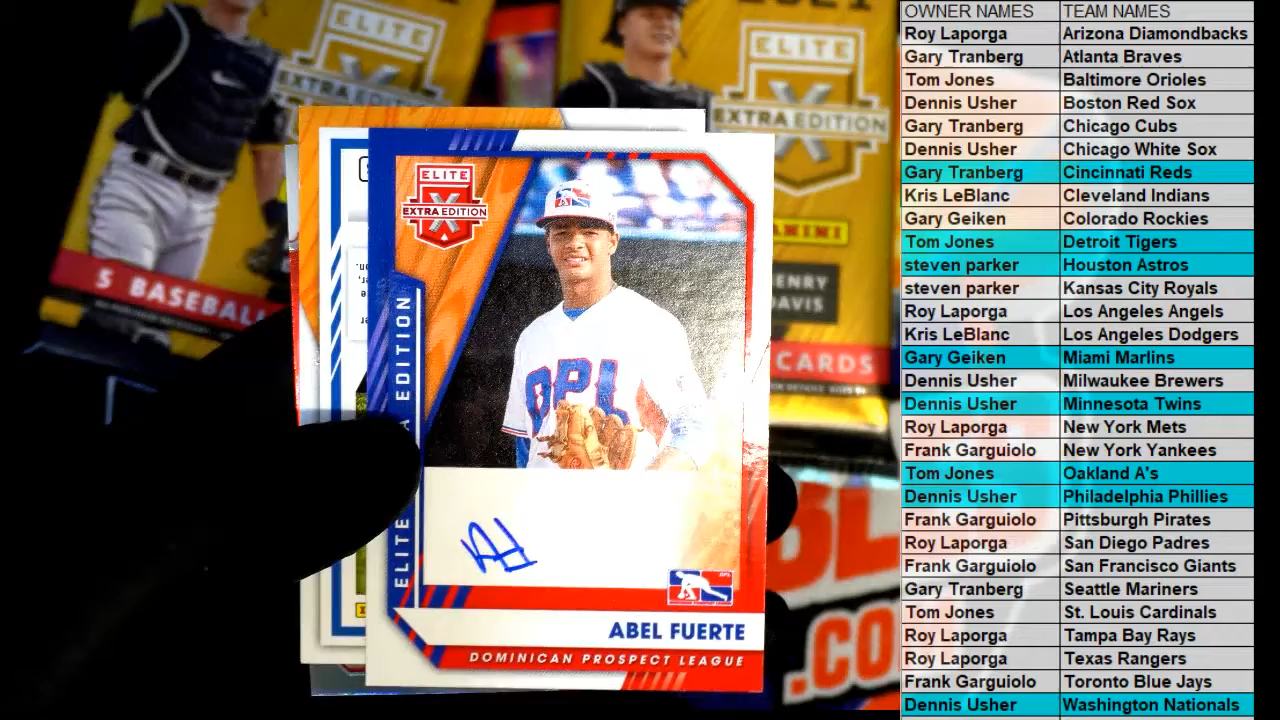 ELITE
EXTRA EDITION
5 BASEBALL
2021
ELITE
X
EXTRA EDITION
PANINI
HENRY
DAVIS
CARDS
ELITE
X
EXTRA EDITION
DPL
ABEL FUERTE
DOMINICAN PROSPECT LEAGUE
.CO
OWNER NAMES TEAM NAMES
Roy Laporga Arizona Diamondbacks
Gary Tranberg Atlanta Braves
Tom Jones Baltimore Orioles
Dennis Usher Boston Red Sox
Gary Tranberg Chicago Cubs
Dennis Usher Chicago White Sox
Gary Tranberg Cincinnati Reds
Kris LeBlanc Cleveland Indians
Gary Geiken Colorado Rockies
Tom Jones Detroit Tigers
steven parker Houston Astros
steven parker Kansas City Royals
Roy Laporga Los Angeles Angels
Kris LeBlanc Los Angeles Dodgers
Gary Geiken Miami Marlins
Dennis Usher Milwaukee Brewers
Dennis Usher Minnesota Twins
Roy Laporga New York Mets
Frank Garguiolo New York Yankees
Tom Jones Oakland A's
Dennis Usher Philadelphia Phillies
Frank Garguiolo Pittsburgh Pirates
Roy Laporga San Diego Padres
Frank Garguiolo San Francisco Giants
Gary Tranberg Seattle Mariners
Tom Jones St. Louis Cardinals
Roy Laporga Tampa Bay Rays
Roy Laporga Texas Rangers
Frank Garguiolo Toronto Blue Jays
Dennis Usher Washington Nationals